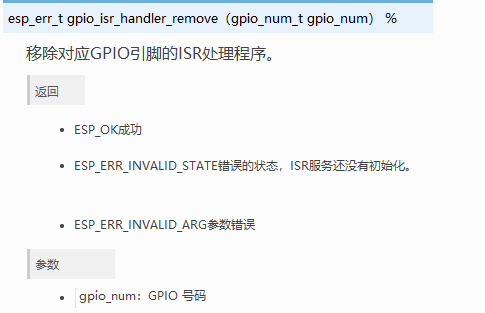 esp_err_t gpio_isr_handler_remove（gpio_num_t gpio_num） %
移除对应GPIO引脚的ISR处理程序。
返回
• ESP_OK成功
• ESP_ERR_INVALID_STATE错误的状态，ISR服务还没有初始化。
• ESP_ERR_INVALID_ARG参数错误
参数
• gpio_num：GPIO 号码